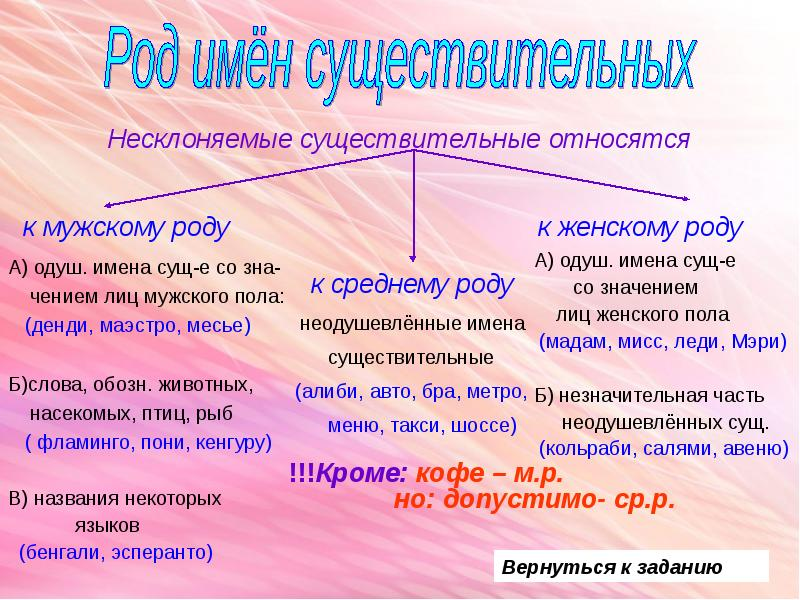 Род имён существительных
Несклоняемые существительные относятся
к мужскому роду
А) одуш. имена сущ-е со зна-
чением лиц мужского пола:
(денди, маэстро, месье)
Б)слова, обозн. животных,
насекомых, птиц, рыб
( фламинго, пони, кенгуру)
В) названия некоторых
языков
(бенгали, эсперанто)
к среднему роду
неодушевлённые имена
существительные
(алиби, авто, бра, метро,
меню, такси, шоссе)
!!!Кроме: кофе – м.р.
но: допустимо- ср.р.
к женскому роду
А) одуш. имена сущ-е
со значением
лиц женского пола
(мадам, мисс, леди, Мэри)
Б) незначительная часть
неодушевлённых сущ.
(кольраби, салями, авеню)
Вернуться к заданию